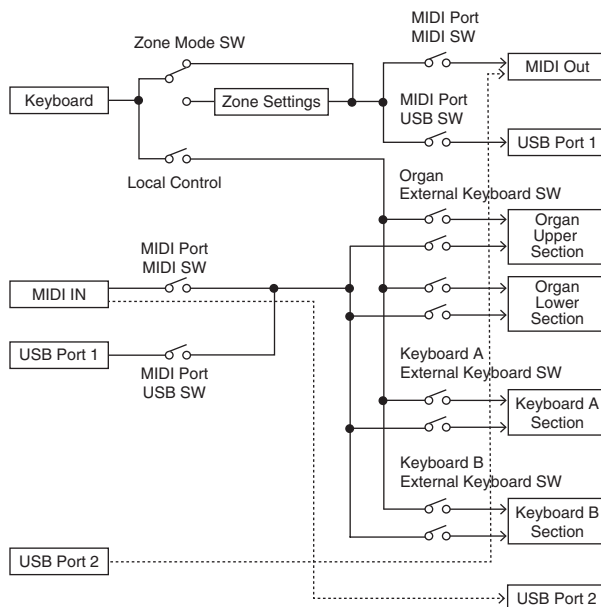 Zone Mode SW
MIDI Port
MIDI SW
MIDI Out
Keyboard
Zone Settings
MIDI Port
USB SW
USB Port 1
Local Control
Organ
External Keyboard SW
Organ
Upper
Section
MIDI Port
MIDI SW
MIDI IN
Organ
Lower
Section
USB Port 1
MIDI Port
USB SW
Keyboard A
External Keyboard SW
Keyboard A
Section
Keyboard B
External Keyboard SW
Keyboard B
Section
USB Port 2
USB Port 2